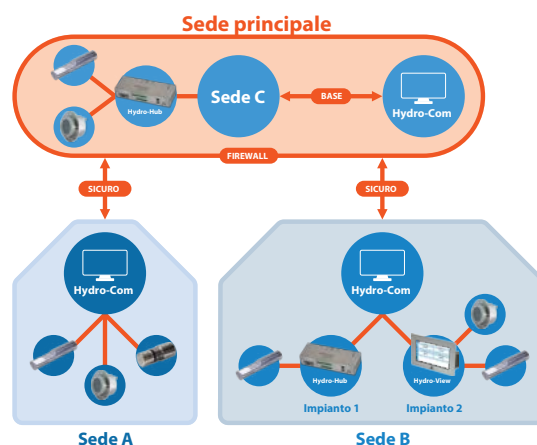 Sede principale
Hydro-Hub
Sede C
BASE
Hydro-Com
FIREWALL
SICURO
SICURO
Hydro-Com
Hydro-Com
Hydro-Hub
Hydro-View
Impianto 1
Impianto 2
Sede A
Sede B